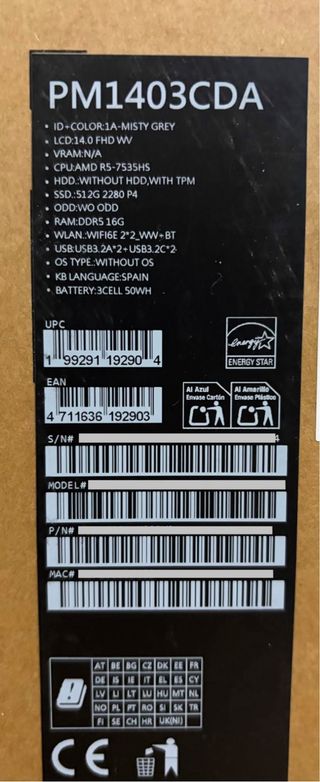 PM1403CDA
• ID+COLOR:1A-MISTY GREY
• LCD:14.0 FHD WV
• VRAM:N/A
• CPU:AMD R5-7535HS
• HDD.:WITHOUT HDD,WITH TPM
• SSD.:512G 2280 P4
• ODD:WO ODD
• RAM:DDR5 16G
• WLAN.:WIFI6E 2*2_WW+BT
• USB:USB3.2A*2+USB3.2C*2
• OS TYPE.:WITHOUT OS
• KB LANGUAGE:SPAIN
• BATTERY:3CELL 50WH
UPC
1 99291 19290 4
energy
ENERGY STAR
EAN
4 711636 192903
Al Azul
Envase Cartón
Al Amarillo
Envase Plástico
S/N#
MODEL#
P/N#
MAC#
AT BE BG CZ DK EE FR
DE IS IE IT EL ES CY
LV LI LT LU HU MT NL
NO PL PT RO SI SK TR
FI SE CH HR UK(NI)
CE